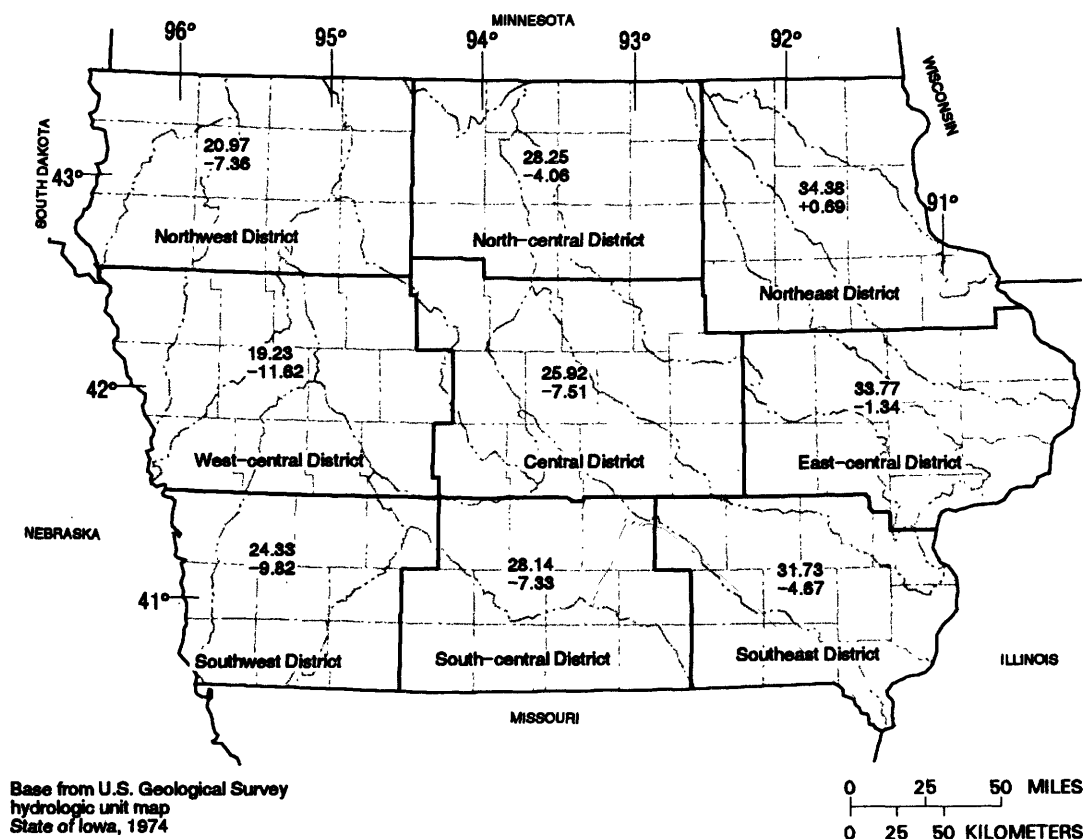 MINNESOTA
96°
95°
94°
93°
92°
WISCONSIN
SOUTH DAKOTA
43°
20.97
-7.36
28.25
-4.06
34.38
+0.69
91°
Northwest District
North-central District
Northeast District
42°
19.23
-11.62
25.92
-7.51
33.77
-1.34
West-central District
Central District
East-central District
NEBRASKA
24.33
-9.82
28.14
-7.33
31.73
-4.67
41°
Southwest District
South-central District
Southeast District
ILLINOIS
MISSOURI
Base from U.S. Geological Survey
hydrologic unit map
State of Iowa, 1974
0 25 50 MILES
0 25 50 KILOMETERS